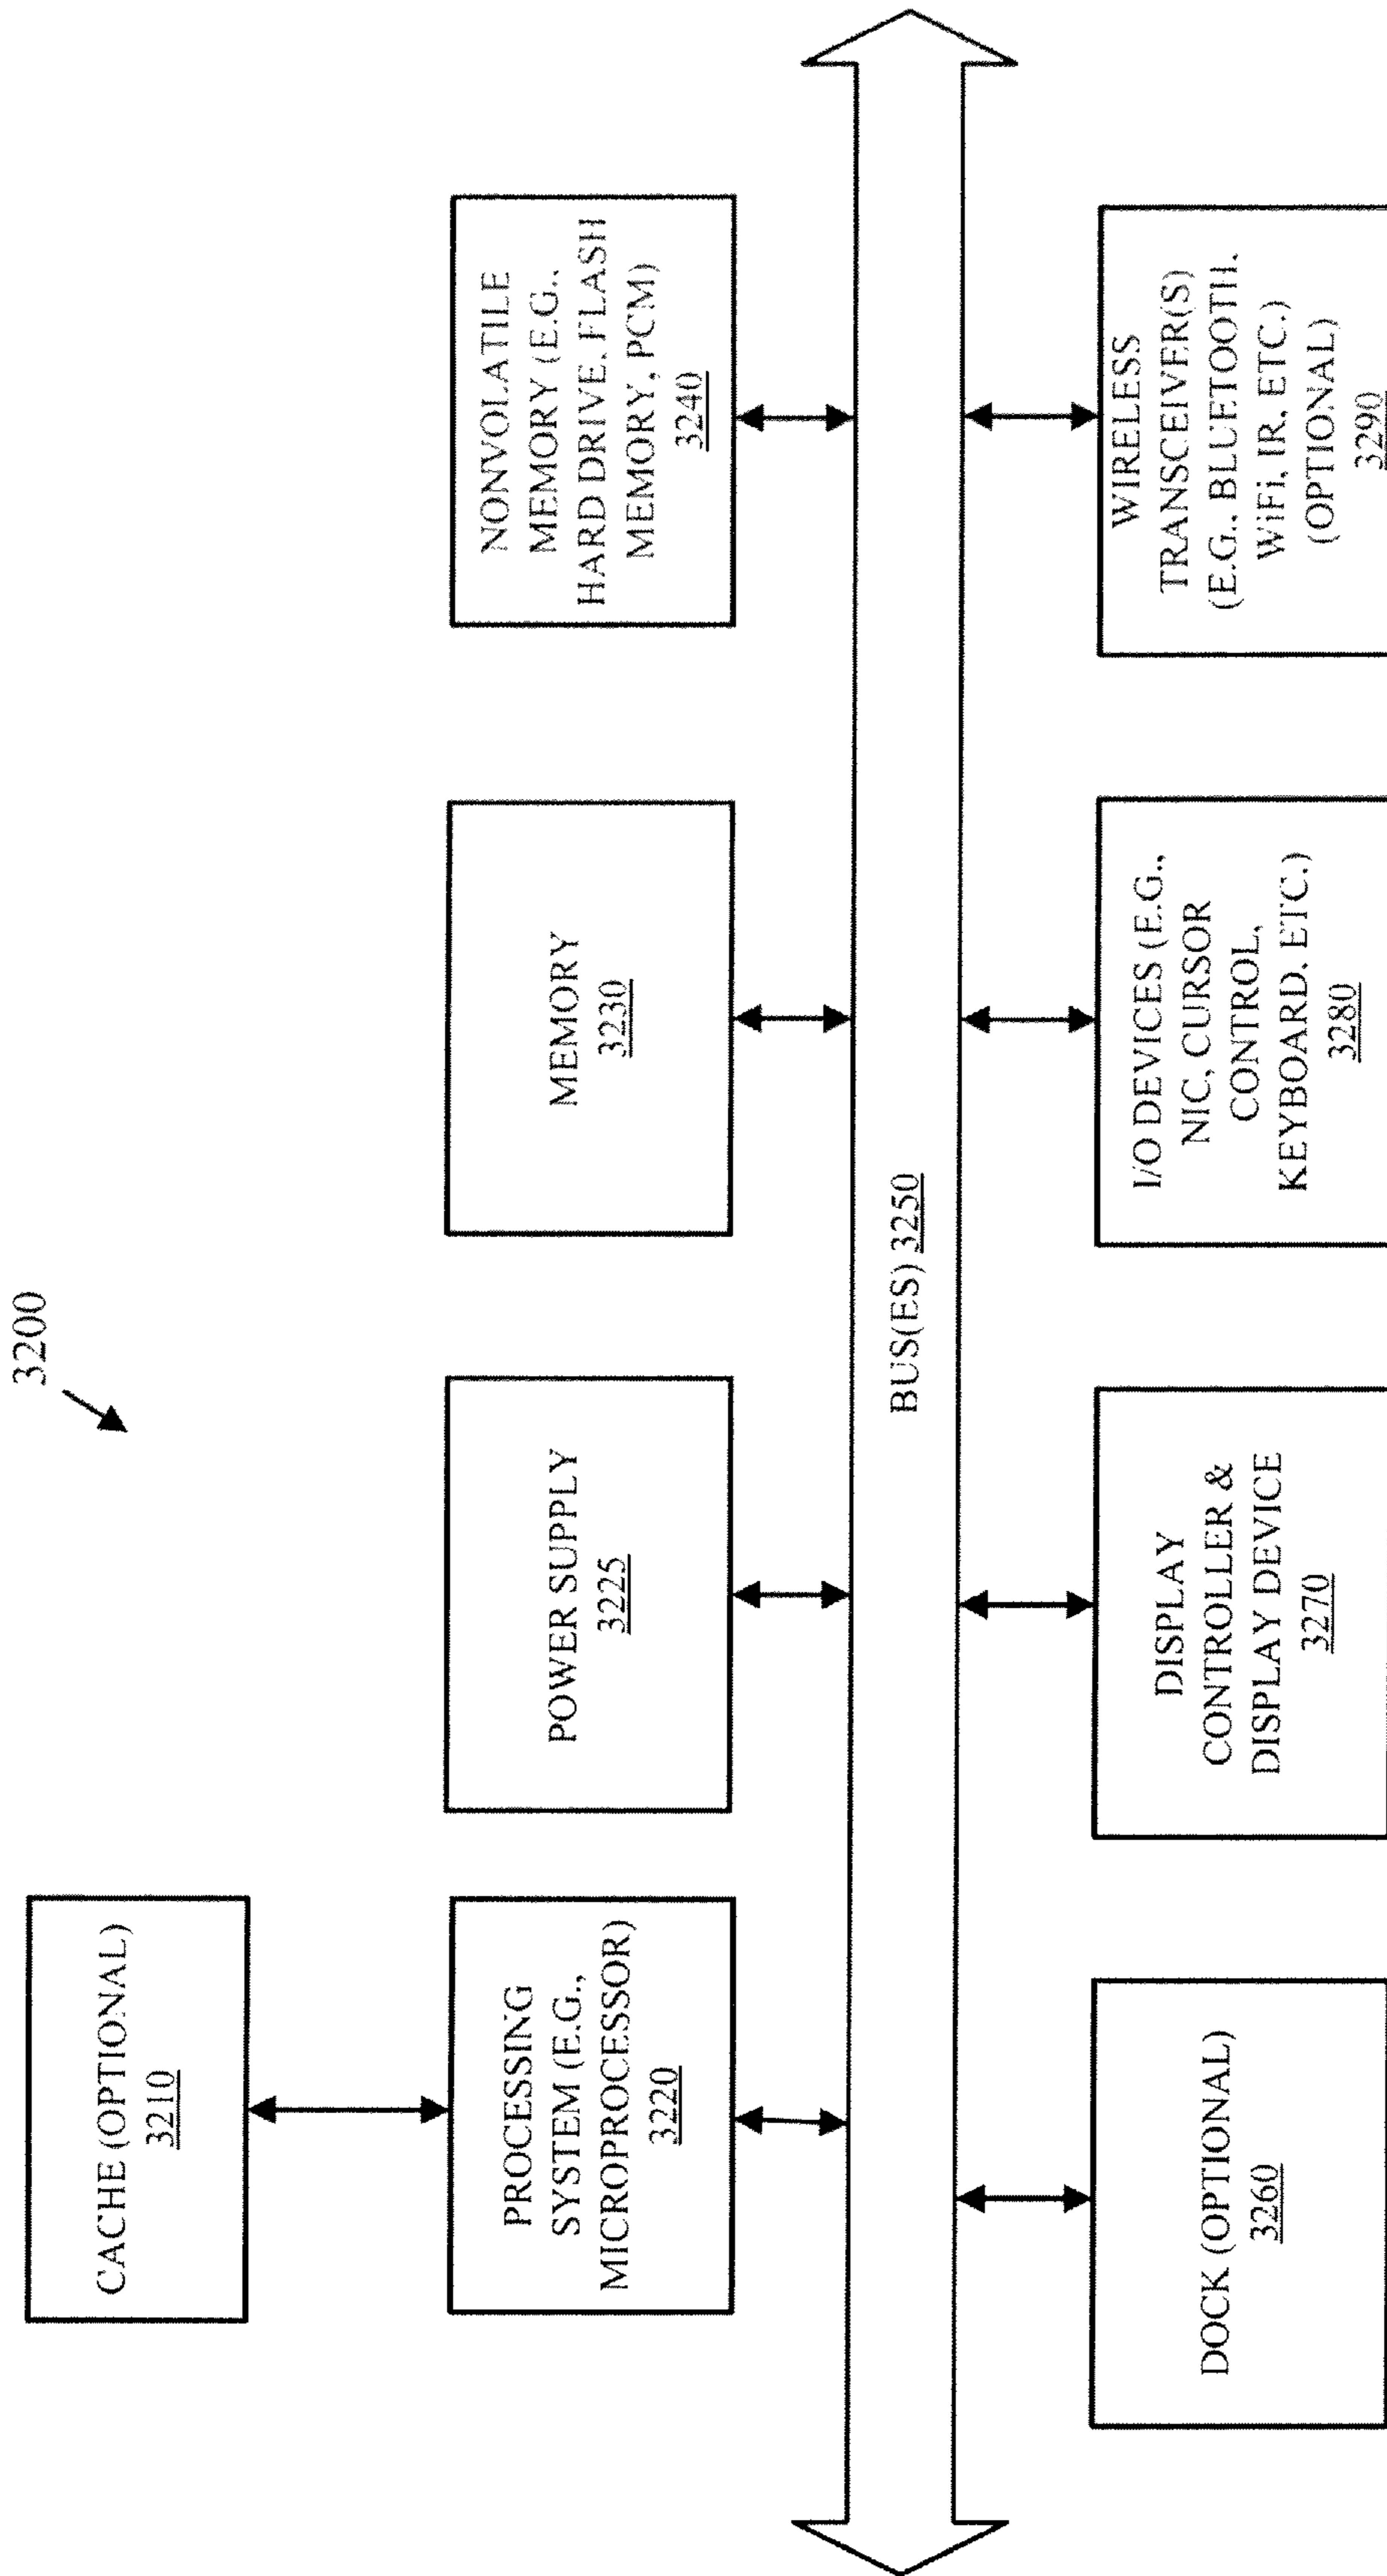 3200
CACHE (OPTIONAL)
3210
PROCESSING
SYSTEM (E.G.,
MICROPROCESSOR)
3220
POWER SUPPLY
3225
MEMORY
3230
NONVOLATILE
MEMORY (E.G.,
HARD DRIVE, FLASH
MEMORY, PCM)
3240
BUS(ES) 3250
DOCK (OPTIONAL)
3260
DISPLAY
CONTROLLER &
DISPLAY DEVICE
3270
I/O DEVICES (E.G.,
NIC, CURSOR
CONTROL,
KEYBOARD, ETC.)
3280
WIRELESS
TRANSCEIVER(S)
(E.G., BLUETOOTH,
WiFi, IR, ETC.)
(OPTIONAL)
3290